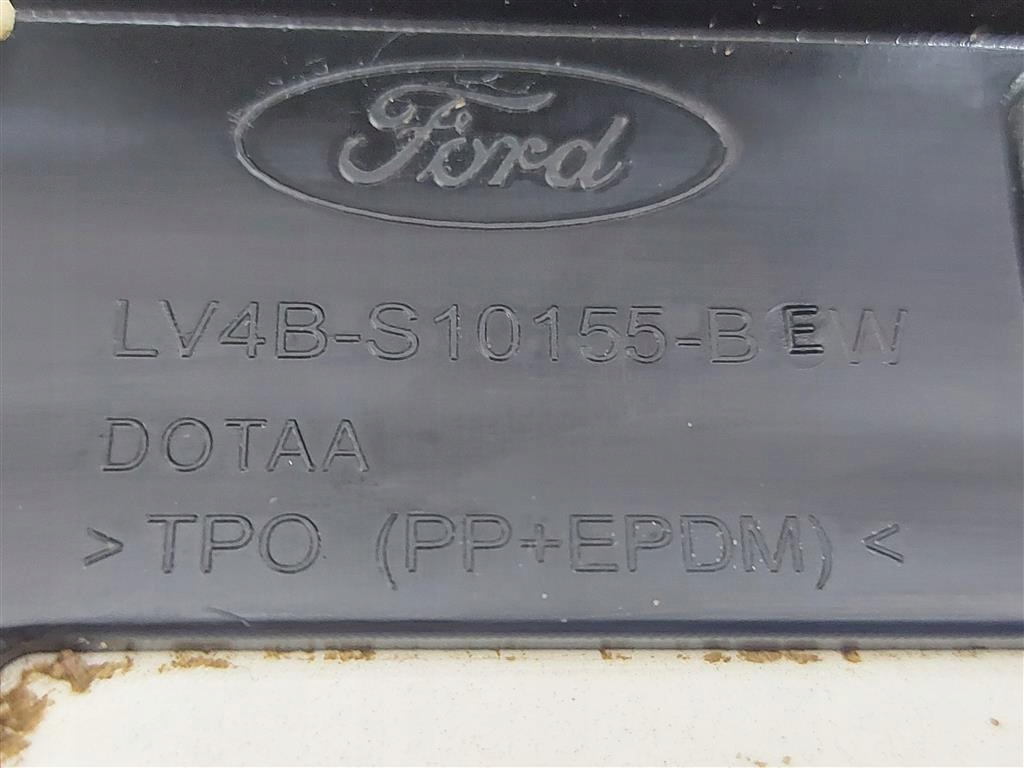 Ford
LV4B-S10155-BEW
DOTAA
>TPO (PP+EPDM)<